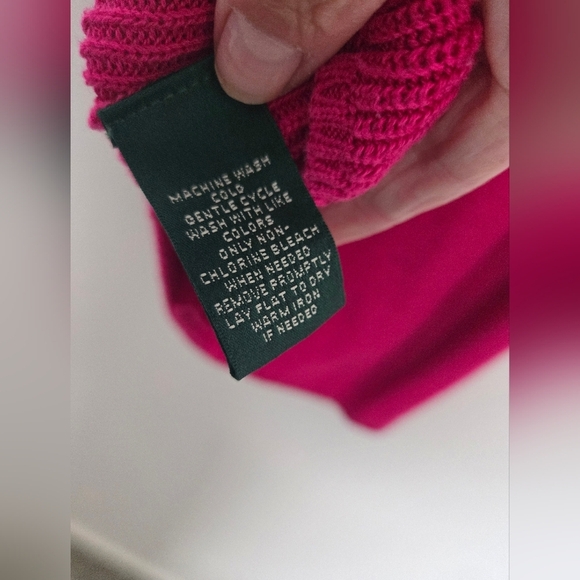 MACHINE WASH
COLD
GENTLE CYCLE
WASH WITH LIKE
COLORS
ONLY NON-
CHLORINE BLEACH
WHEN NEEDED
REMOVE PROMPTLY
LAY FLAT TO DRY
WARM IRON
IF NEEDED